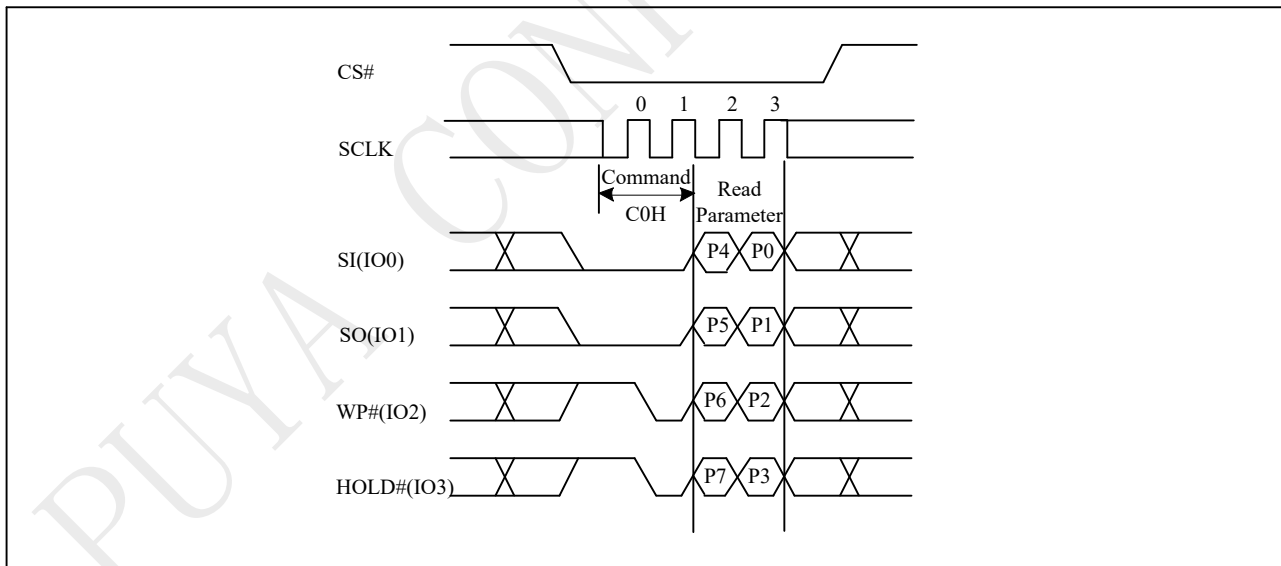 CS#
0 1 2 3
SCLK
Command
C0H
Read
Parameter
SI(IO0)
P4 P0
SO(IO1)
P5 P1
WP#(IO2)
P6 P2
HOLD#(IO3)
P7 P3
PUYA